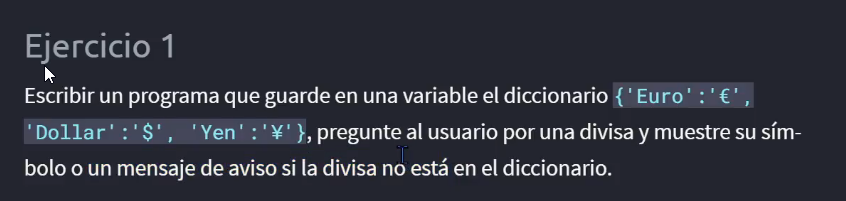 Ejercicio 1
Escribir un programa que guarde en una variable el diccionario {'Euro':'€',
'Dollar':'$', 'Yen':'¥'}, pregunte al usuario por una divisa y muestre su sím-
bolo o un mensaje de aviso si la divisa no está en el diccionario.